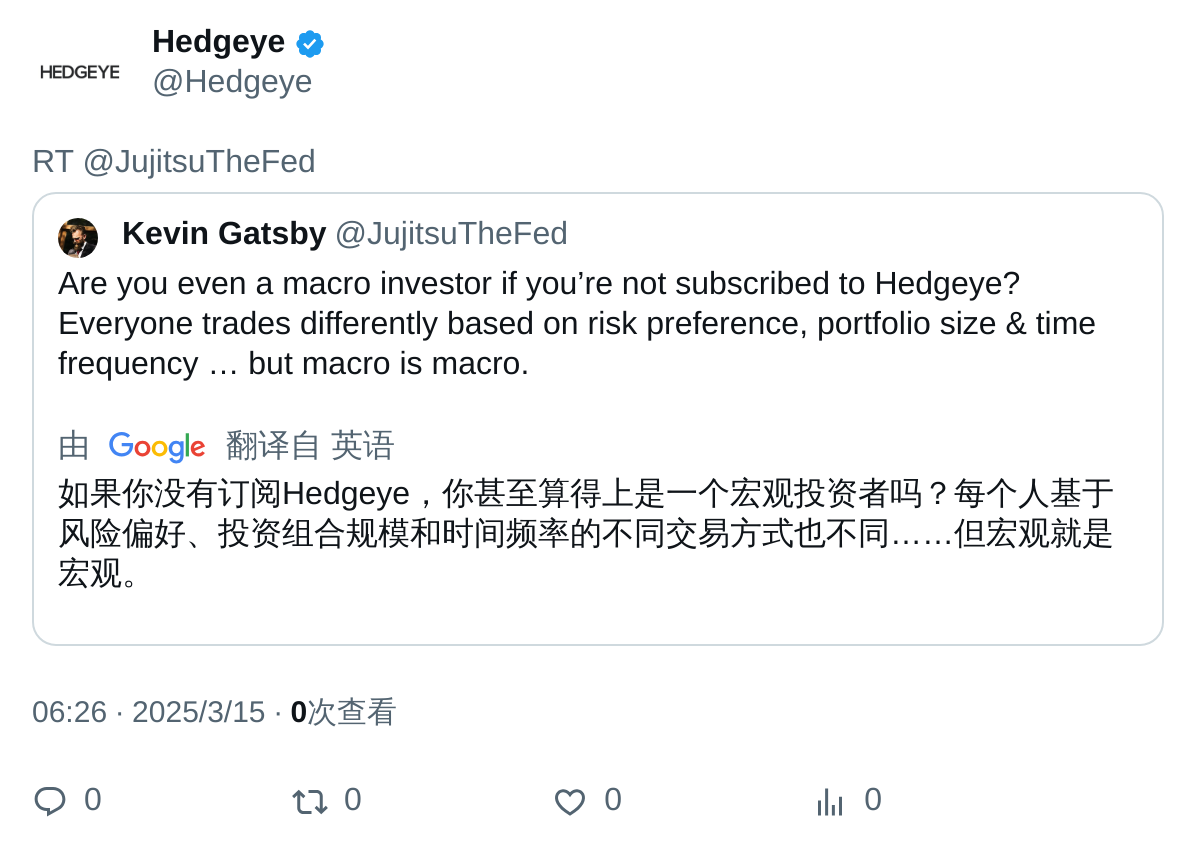 HEDGEYE
Hedgeye
@Hedgeye
RT @JujitsuTheFed
Kevin Gatsby @JujitsuTheFed
Are you even a macro investor if you’re not subscribed to Hedgeye?
Everyone trades differently based on risk preference, portfolio size & time
frequency … but macro is macro.
由 Google 翻译自 英语
如果你没有订阅Hedgeye，你甚至算得上是一个宏观投资者吗？每个人基于
风险偏好、投资组合规模和时间频率的不同交易方式也不同……但宏观就是
宏观。
06:26 · 2025/3/15 · 0次查看
0 0 0 0